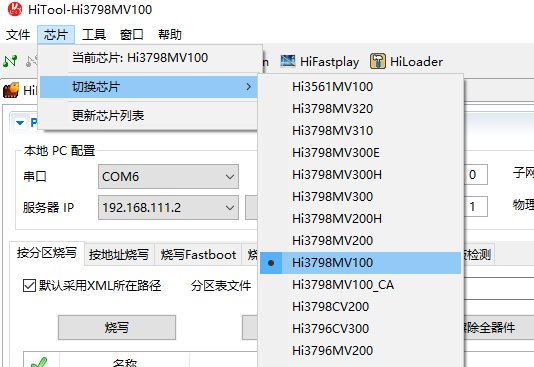 HiTool-Hi3798MV100
文件 芯片 工具 窗口 帮助
当前芯片: Hi3798MV100
切换芯片
更新芯片列表
HiFastplay HiLoader
Hi3561MV100
Hi3798MV320
Hi3798MV310
Hi3798MV300E
Hi3798MV300H
Hi3798MV300
Hi3798MV200H
Hi3798MV200
Hi3798MV100
Hi3798MV100_CA
Hi3798CV200
Hi3796CV300
Hi3796MV200
本地 PC 配置
串口 COM6 0 子网
服务器 IP 192.168.111.2 1 物理
按分区烧写 按地址烧写 烧写Fastboot 烧 检测
默认采用XML所在路径 分区表文件
烧写 除全器件
名称